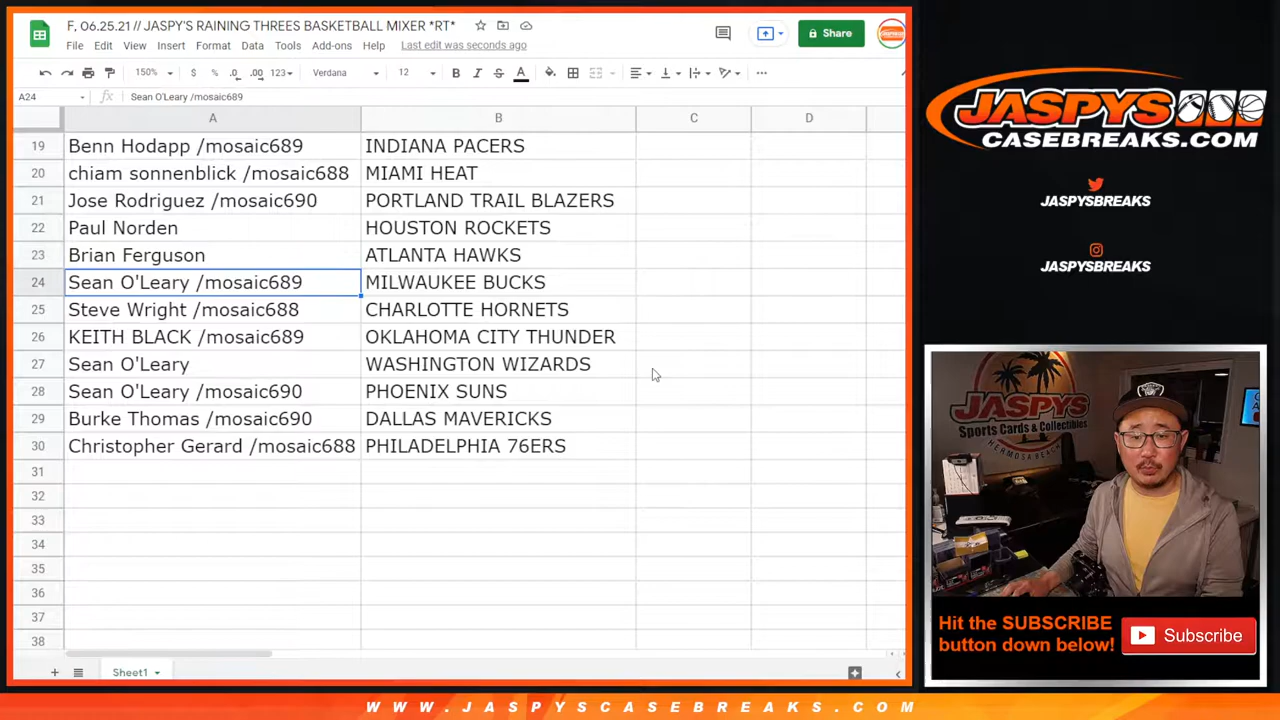 F, 06.25.21 // JASPY'S RAINING THREES BASKETBALL MIXER *RT*
File Edit View Insert Format Data Tools Add-ons Help Last edit was seconds ago
Share
150% $ % .0 .00 123 Verdana 12 B I S A
A24 fx Sean O'Leary /mosaic689
A B C D
19 Benn Hodapp /mosaic689 INDIANA PACERS
20 chiam sonnenblick /mosaic688 MIAMI HEAT
21 Jose Rodriguez /mosaic690 PORTLAND TRAIL BLAZERS
22 Paul Norden HOUSTON ROCKETS
23 Brian Ferguson ATLANTA HAWKS
24 Sean O'Leary /mosaic689 MILWAUKEE BUCKS
25 Steve Wright /mosaic688 CHARLOTTE HORNETS
26 KEITH BLACK /mosaic689 OKLAHOMA CITY THUNDER
27 Sean O'Leary WASHINGTON WIZARDS
28 Sean O'Leary /mosaic690 PHOENIX SUNS
29 Burke Thomas /mosaic690 DALLAS MAVERICKS
30 Christopher Gerard /mosaic688 PHILADELPHIA 76ERS
31
32
33
34
35
36
37
38
Sheet1
JASPYS
CASEBREAKS.COM
JASPYSBREAKS
JASPYSBREAKS
JASPYS
Sports Cards & Collectibles
HERMOSA BEACH
Hit the SUBSCRIBE
button down below!
Subscribe
WWW.JASPYSCASEBREAKS.COM